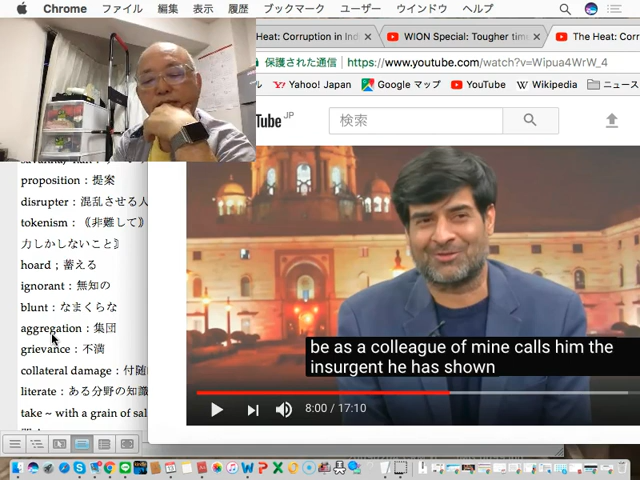 Chrome ファイル 編集 表示 履歴 ブックマーク ユーザー ウインドウ ヘルプ
Heat: Corruption in Ind
WION Special: Tougher time
The Heat: Corr
保護された通信 | https://www.youtube.com/watch?v=Wipua4WrW_4
Yahoo! Japan Google マップ YouTube Wikipedia ニュース
Tube JP
検索
proposition：提案
disrupter：混乱させる人
tokenism：《非難して》
力しかしないこと》
hoard；蓄える
ignorant：無知の
blunt：なまくらな
aggregation：集団
grievance：不満
collateral damage：付随
literate：ある分野の知識
take ~ with a grain of sal
be as a colleague of mine calls him the
insurgent he has shown
8:00 / 17:10